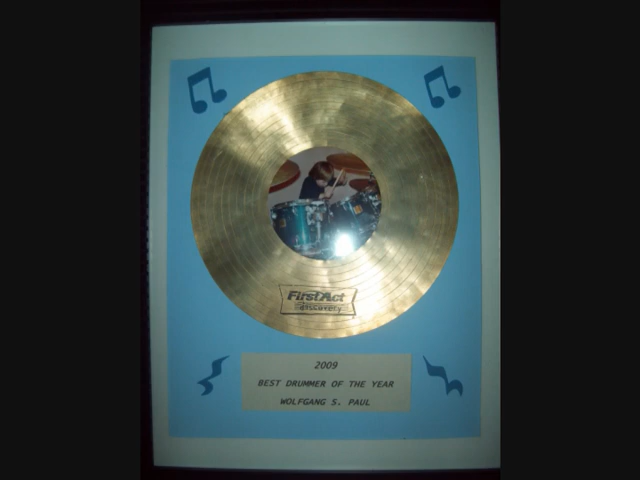 First Act
discovery
2009
BEST DRUMMER OF THE YEAR
WOLFGANG S. PAUL